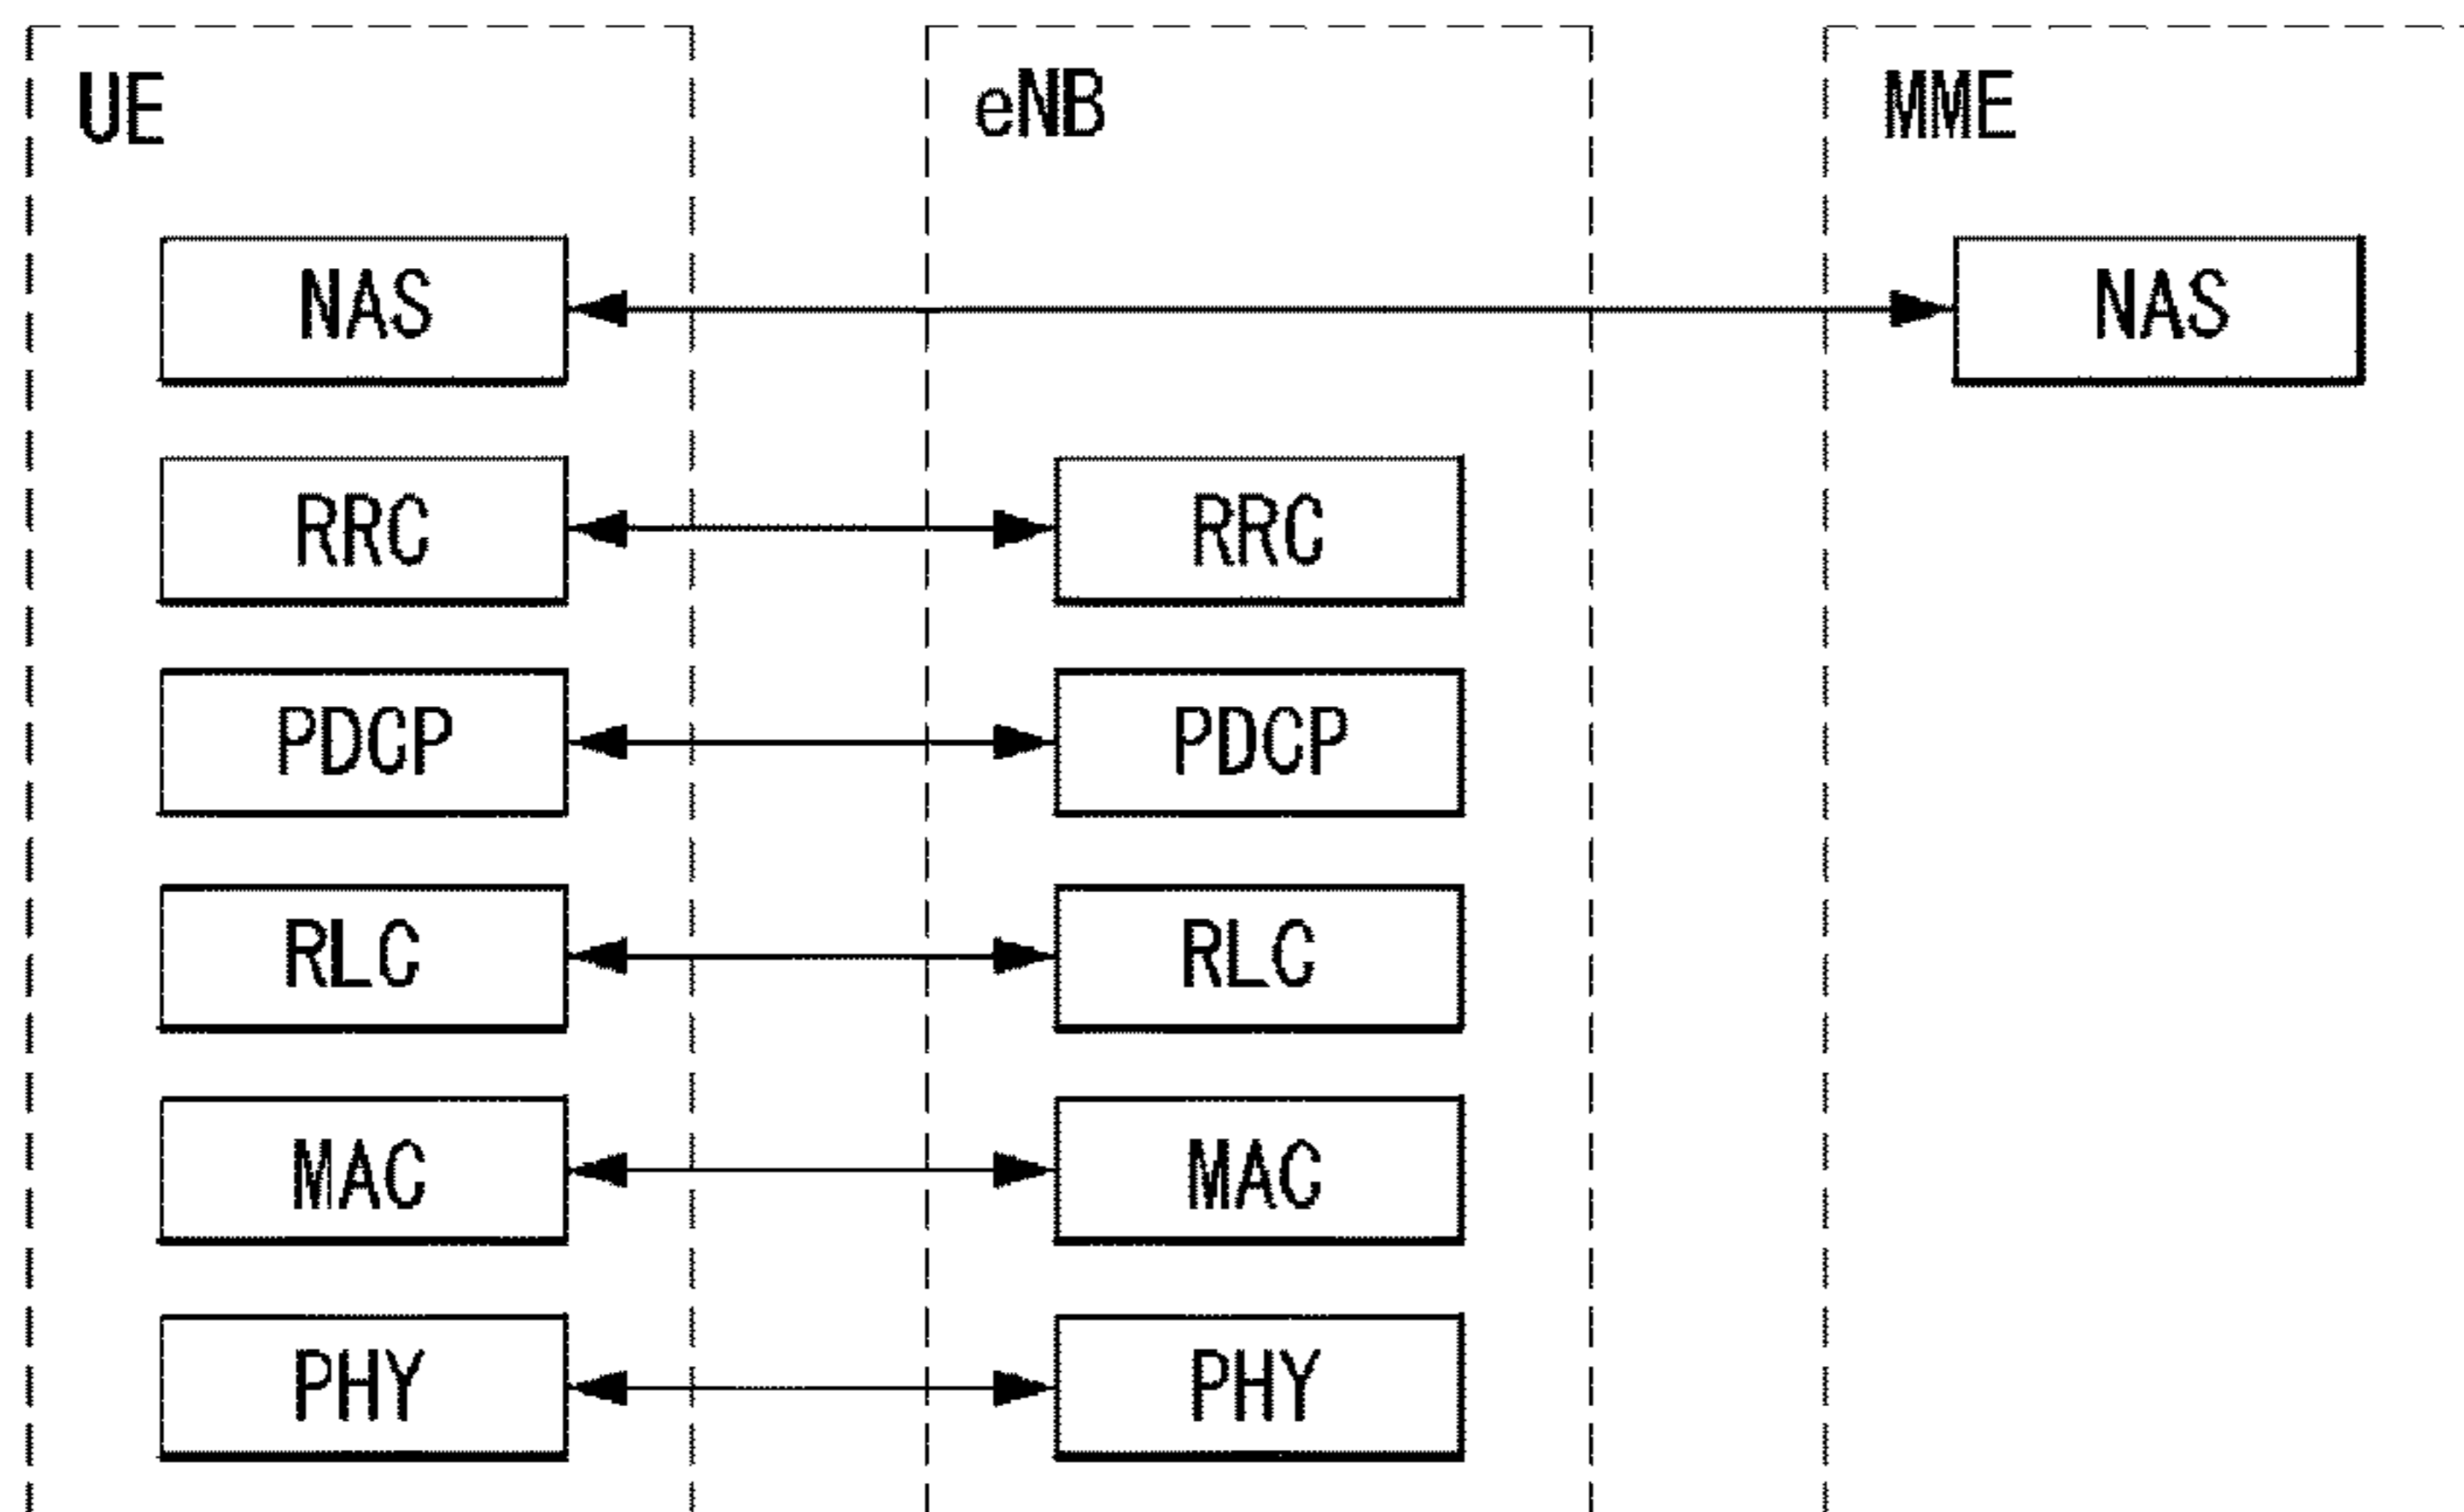 UE eNB MME
NAS NAS
RRC RRC
PDCP PDCP
RLC RLC
MAC MAC
PHY PHY